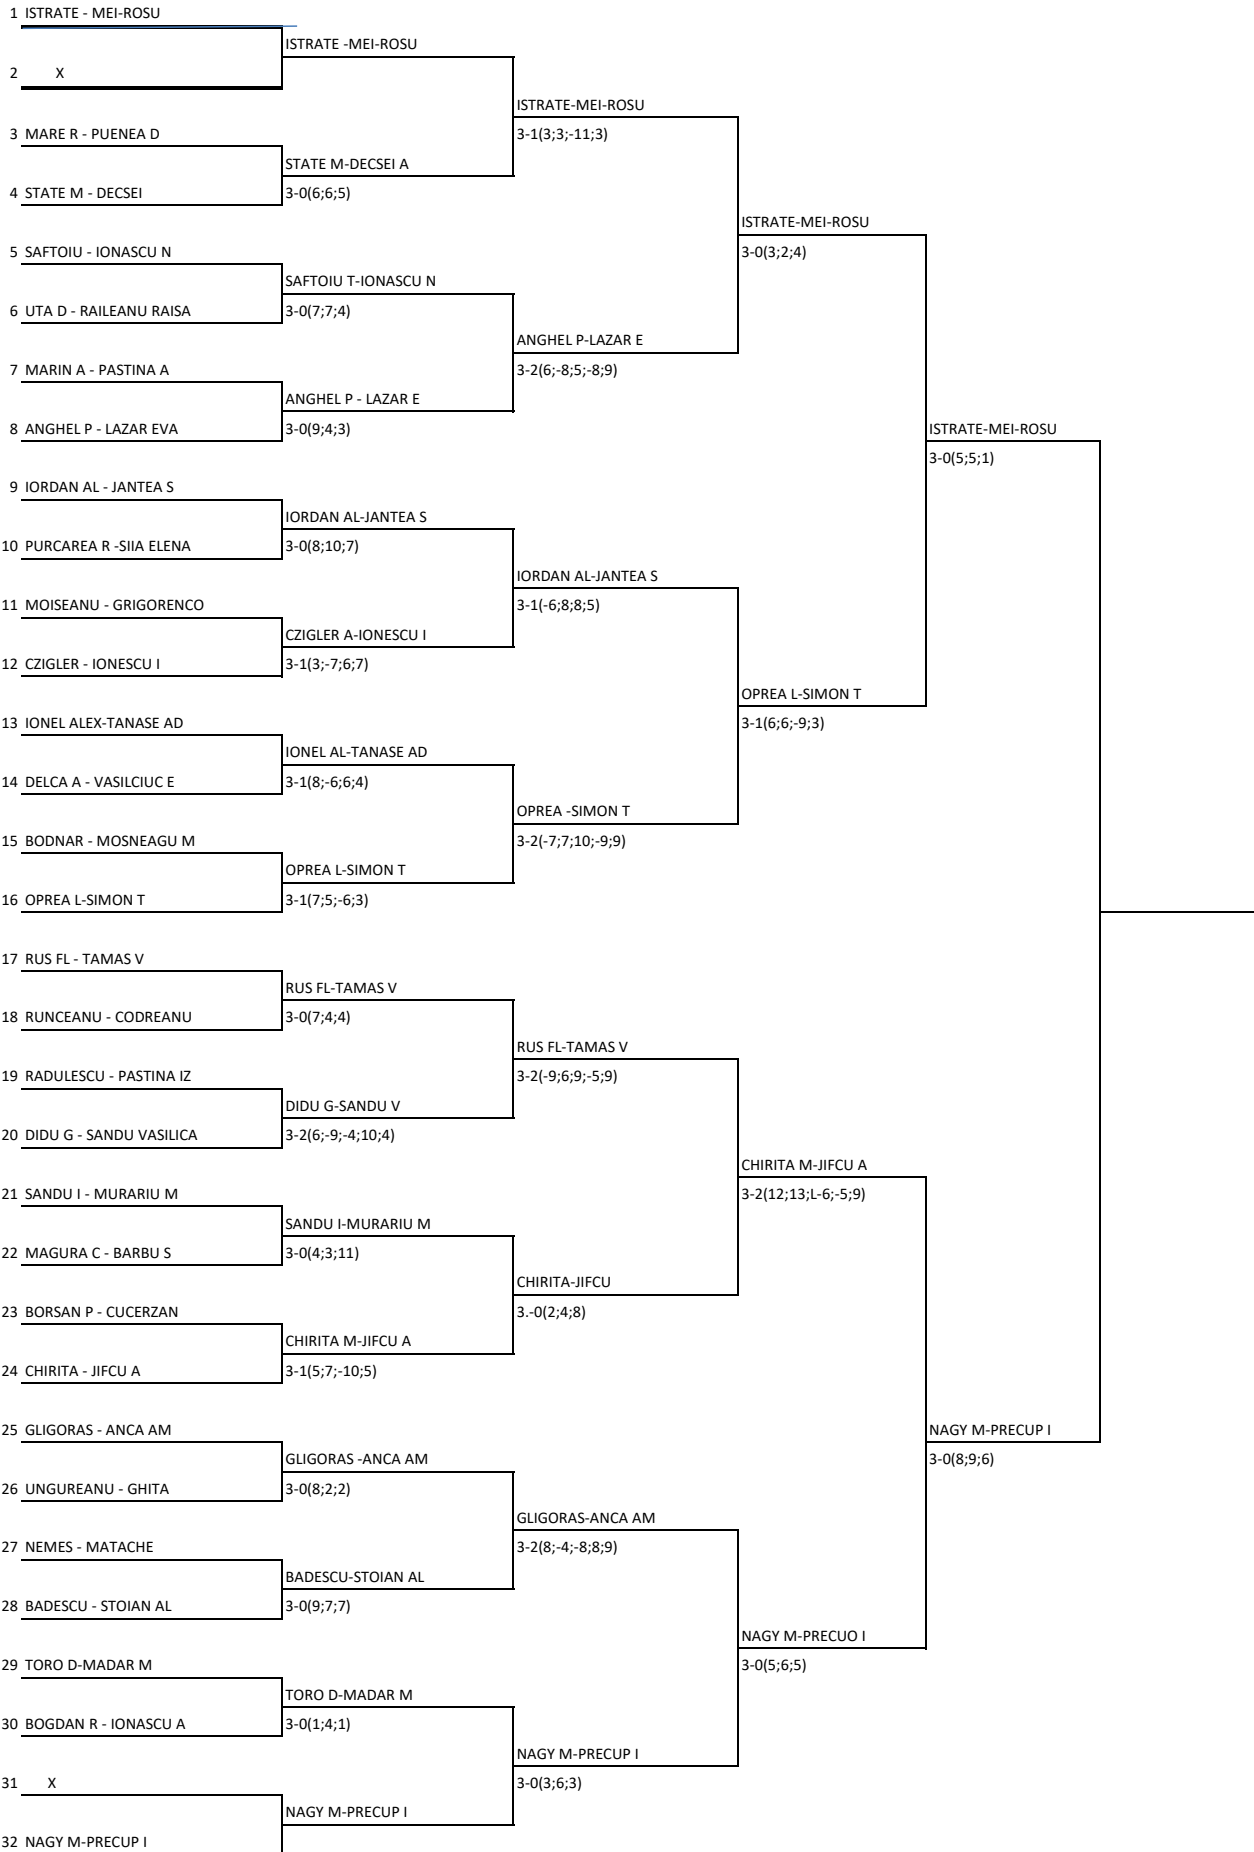 1 ISTRATE - MEI-ROSU
ISTRATE -MEI-ROSU
2 X
ISTRATE-MEI-ROSU
3 MARE R - PUENEA D
3-1(3;3;-11;3)
STATE M-DECSEI A
4 STATE M - DECSEI
3-0(6;6;5)
ISTRATE-MEI-ROSU
5 SAFTOIU - IONASCU N
3-0(3;2;4)
SAFTOIU T-IONASCU N
6 UTA D - RAILEANU RAISA
3-0(7;7;4)
ANGHEL P-LAZAR E
7 MARIN A - PASTINA A
3-2(6;-8;5;-8;9)
ANGHEL P - LAZAR E
8 ANGHEL P - LAZAR EVA
3-0(9;4;3)
ISTRATE-MEI-ROSU
3-0(5;5;1)
9 IORDAN AL - JANTEA S
IORDAN AL-JANTEA S
10 PURCAREA R -SIIA ELENA
3-0(8;10;7)
IORDAN AL-JANTEA S
11 MOISEANU - GRIGORENCO
3-1(-6;8;8;5)
CZIGLER A-IONESCU I
12 CZIGLER - IONESCU I
3-1(3;-7;6;7)
OPREA L-SIMON T
13 IONEL ALEX-TANASE AD
3-1(6;6;-9;3)
IONEL AL-TANASE AD
14 DELCA A - VASILCIUC E
3-1(8;-6;6;4)
OPREA -SIMON T
15 BODNAR - MOSNEAGU M
3-2(-7;7;10;-9;9)
OPREA L-SIMON T
16 OPREA L-SIMON T
3-1(7;5;-6;3)
17 RUS FL - TAMAS V
RUS FL-TAMAS V
18 RUNCEANU - CODREANU
3-0(7;4;4)
RUS FL-TAMAS V
19 RADULESCU - PASTINA IZ
3-2(-9;6;9;-5;9)
DIDU G-SANDU V
20 DIDU G - SANDU VASILICA
3-2(6;-9;-4;10;4)
CHIRITA M-JIFCU A
21 SANDU I - MURARIU M
3-2(12;13;L-6;-5;9)
SANDU I-MURARIU M
22 MAGURA C - BARBU S
3-0(4;3;11)
CHIRITA-JIFCU
23 BORSAN P - CUCERZAN
3.-0(2;4;8)
CHIRITA M-JIFCU A
24 CHIRITA - JIFCU A
3-1(5;7;-10;5)
25 GLIGORAS - ANCA AM
NAGY M-PRECUP I
GLIGORAS -ANCA AM
3-0(8;9;6)
26 UNGUREANU - GHITA
3-0(8;2;2)
GLIGORAS-ANCA AM
27 NEMES - MATACHE
3-2(8;-4;-8;8;9)
BADESCU-STOIAN AL
28 BADESCU - STOIAN AL
3-0(9;7;7)
NAGY M-PRECUO I
29 TORO D-MADAR M
3-0(5;6;5)
TORO D-MADAR M
30 BOGDAN R - IONASCU A
3-0(1;4;1)
NAGY M-PRECUP I
31 X
3-0(3;6;3)
NAGY M-PRECUP I
32 NAGY M-PRECUP I